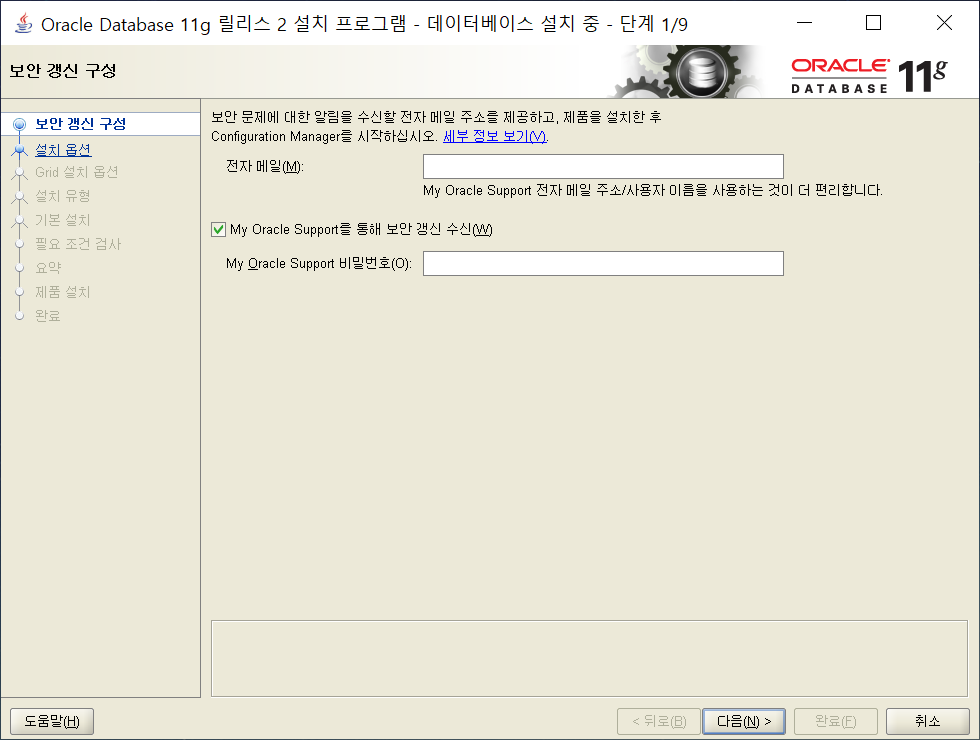 Oracle Database 11g 릴리스 2 설치 프로그램 - 데이터베이스 설치 중 - 단계 1/9
보안 갱신 구성
ORACLE
DATABASE 11g
보안 갱신 구성
설치 옵션
Grid 설치 옵션
설치 유형
기본 설치
필요 조건 검사
요약
제품 설치
완료
보안 문제에 대한 알림을 수신할 전자 메일 주소를 제공하고, 제품을 설치한 후
Configuration Manager를 시작하십시오. 세부 정보 보기(V).
전자 메일(M):
My Oracle Support 전자 메일 주소/사용자 이름을 사용하는 것이 더 편리합니다.
My Oracle Support를 통해 보안 갱신 수신(W)
My Oracle Support 비밀번호(O):
도움말(H)
< 뒤로(B)
다음(N) >
완료(F)
취소